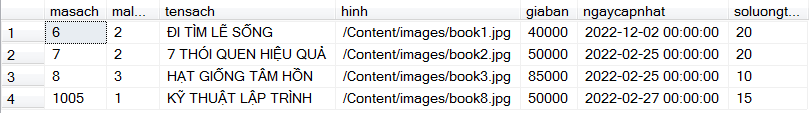 masach mal... tensach hinh giaban ngaycapnhat soluongt...
1 6 2 ĐI TÌM LẼ SỐNG /Content/images/book1.jpg 40000 2022-12-02 00:00:00 20
2 7 2 7 THÓI QUEN HIỆU QUẢ /Content/images/book2.jpg 50000 2022-02-25 00:00:00 20
3 8 3 HẠT GIỐNG TÂM HỒN /Content/images/book3.jpg 85000 2022-02-25 00:00:00 10
4 1005 1 KỸ THUẬT LẬP TRÌNH /Content/images/book8.jpg 50000 2022-02-27 00:00:00 15